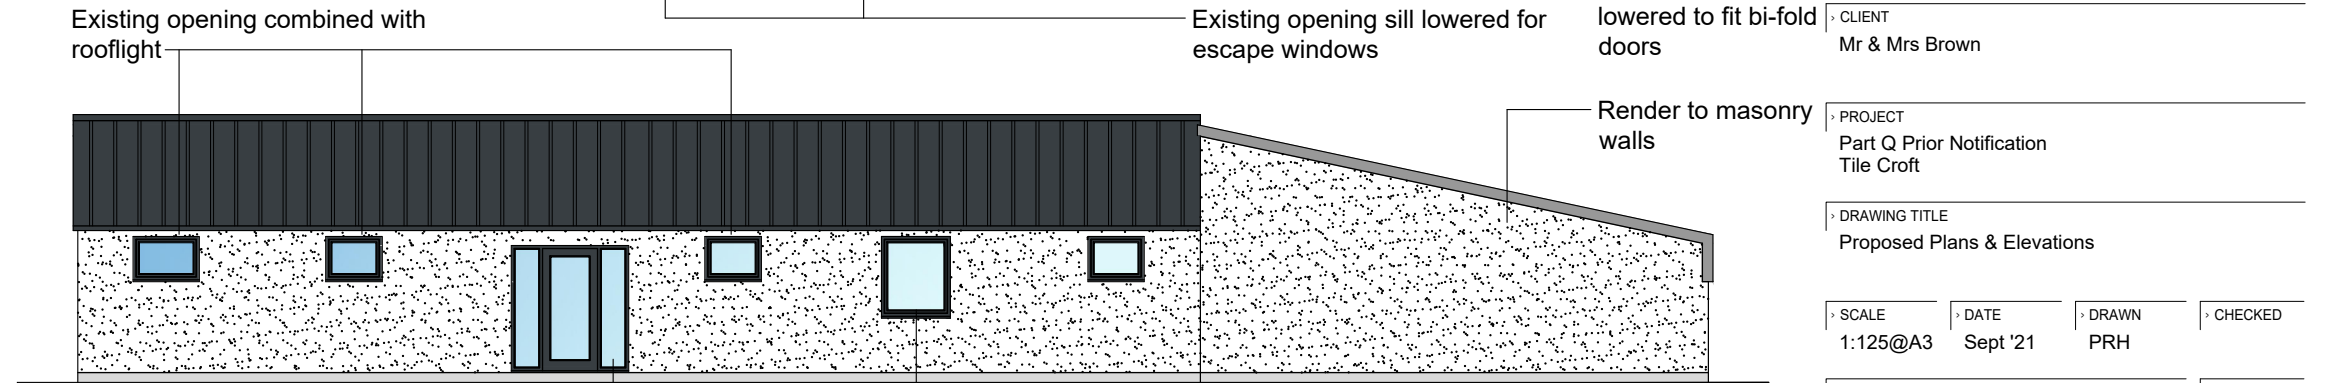 Existing opening combined with
rooflight
Existing opening sill lowered for
escape windows
lowered to fit bi-fold
doors
Render to masonry
walls
› CLIENT
Mr & Mrs Brown
› PROJECT
Part Q Prior Notification
Tile Croft
› DRAWING TITLE
Proposed Plans & Elevations
› SCALE
1:125@A3
› DATE
Sept '21
› DRAWN
PRH
› CHECKED